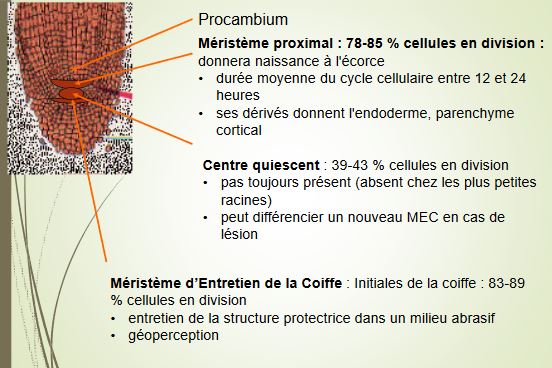 Procambium
Méristème proximal : 78-85 % cellules en division :
donnera naissance à l'écorce
• durée moyenne du cycle cellulaire entre 12 et 24
heures
• ses dérivés donnent l'endoderme, parenchyme
cortical
Centre quiescent : 39-43 % cellules en division
• pas toujours présent (absent chez les plus petites
racines)
• peut différencier un nouveau MEC en cas de
lésion
Méristème d'Entretien de la Coiffe : Initiales de la coiffe : 83-89
% cellules en division
• entretien de la structure protectrice dans un milieu abrasif
• géoperception